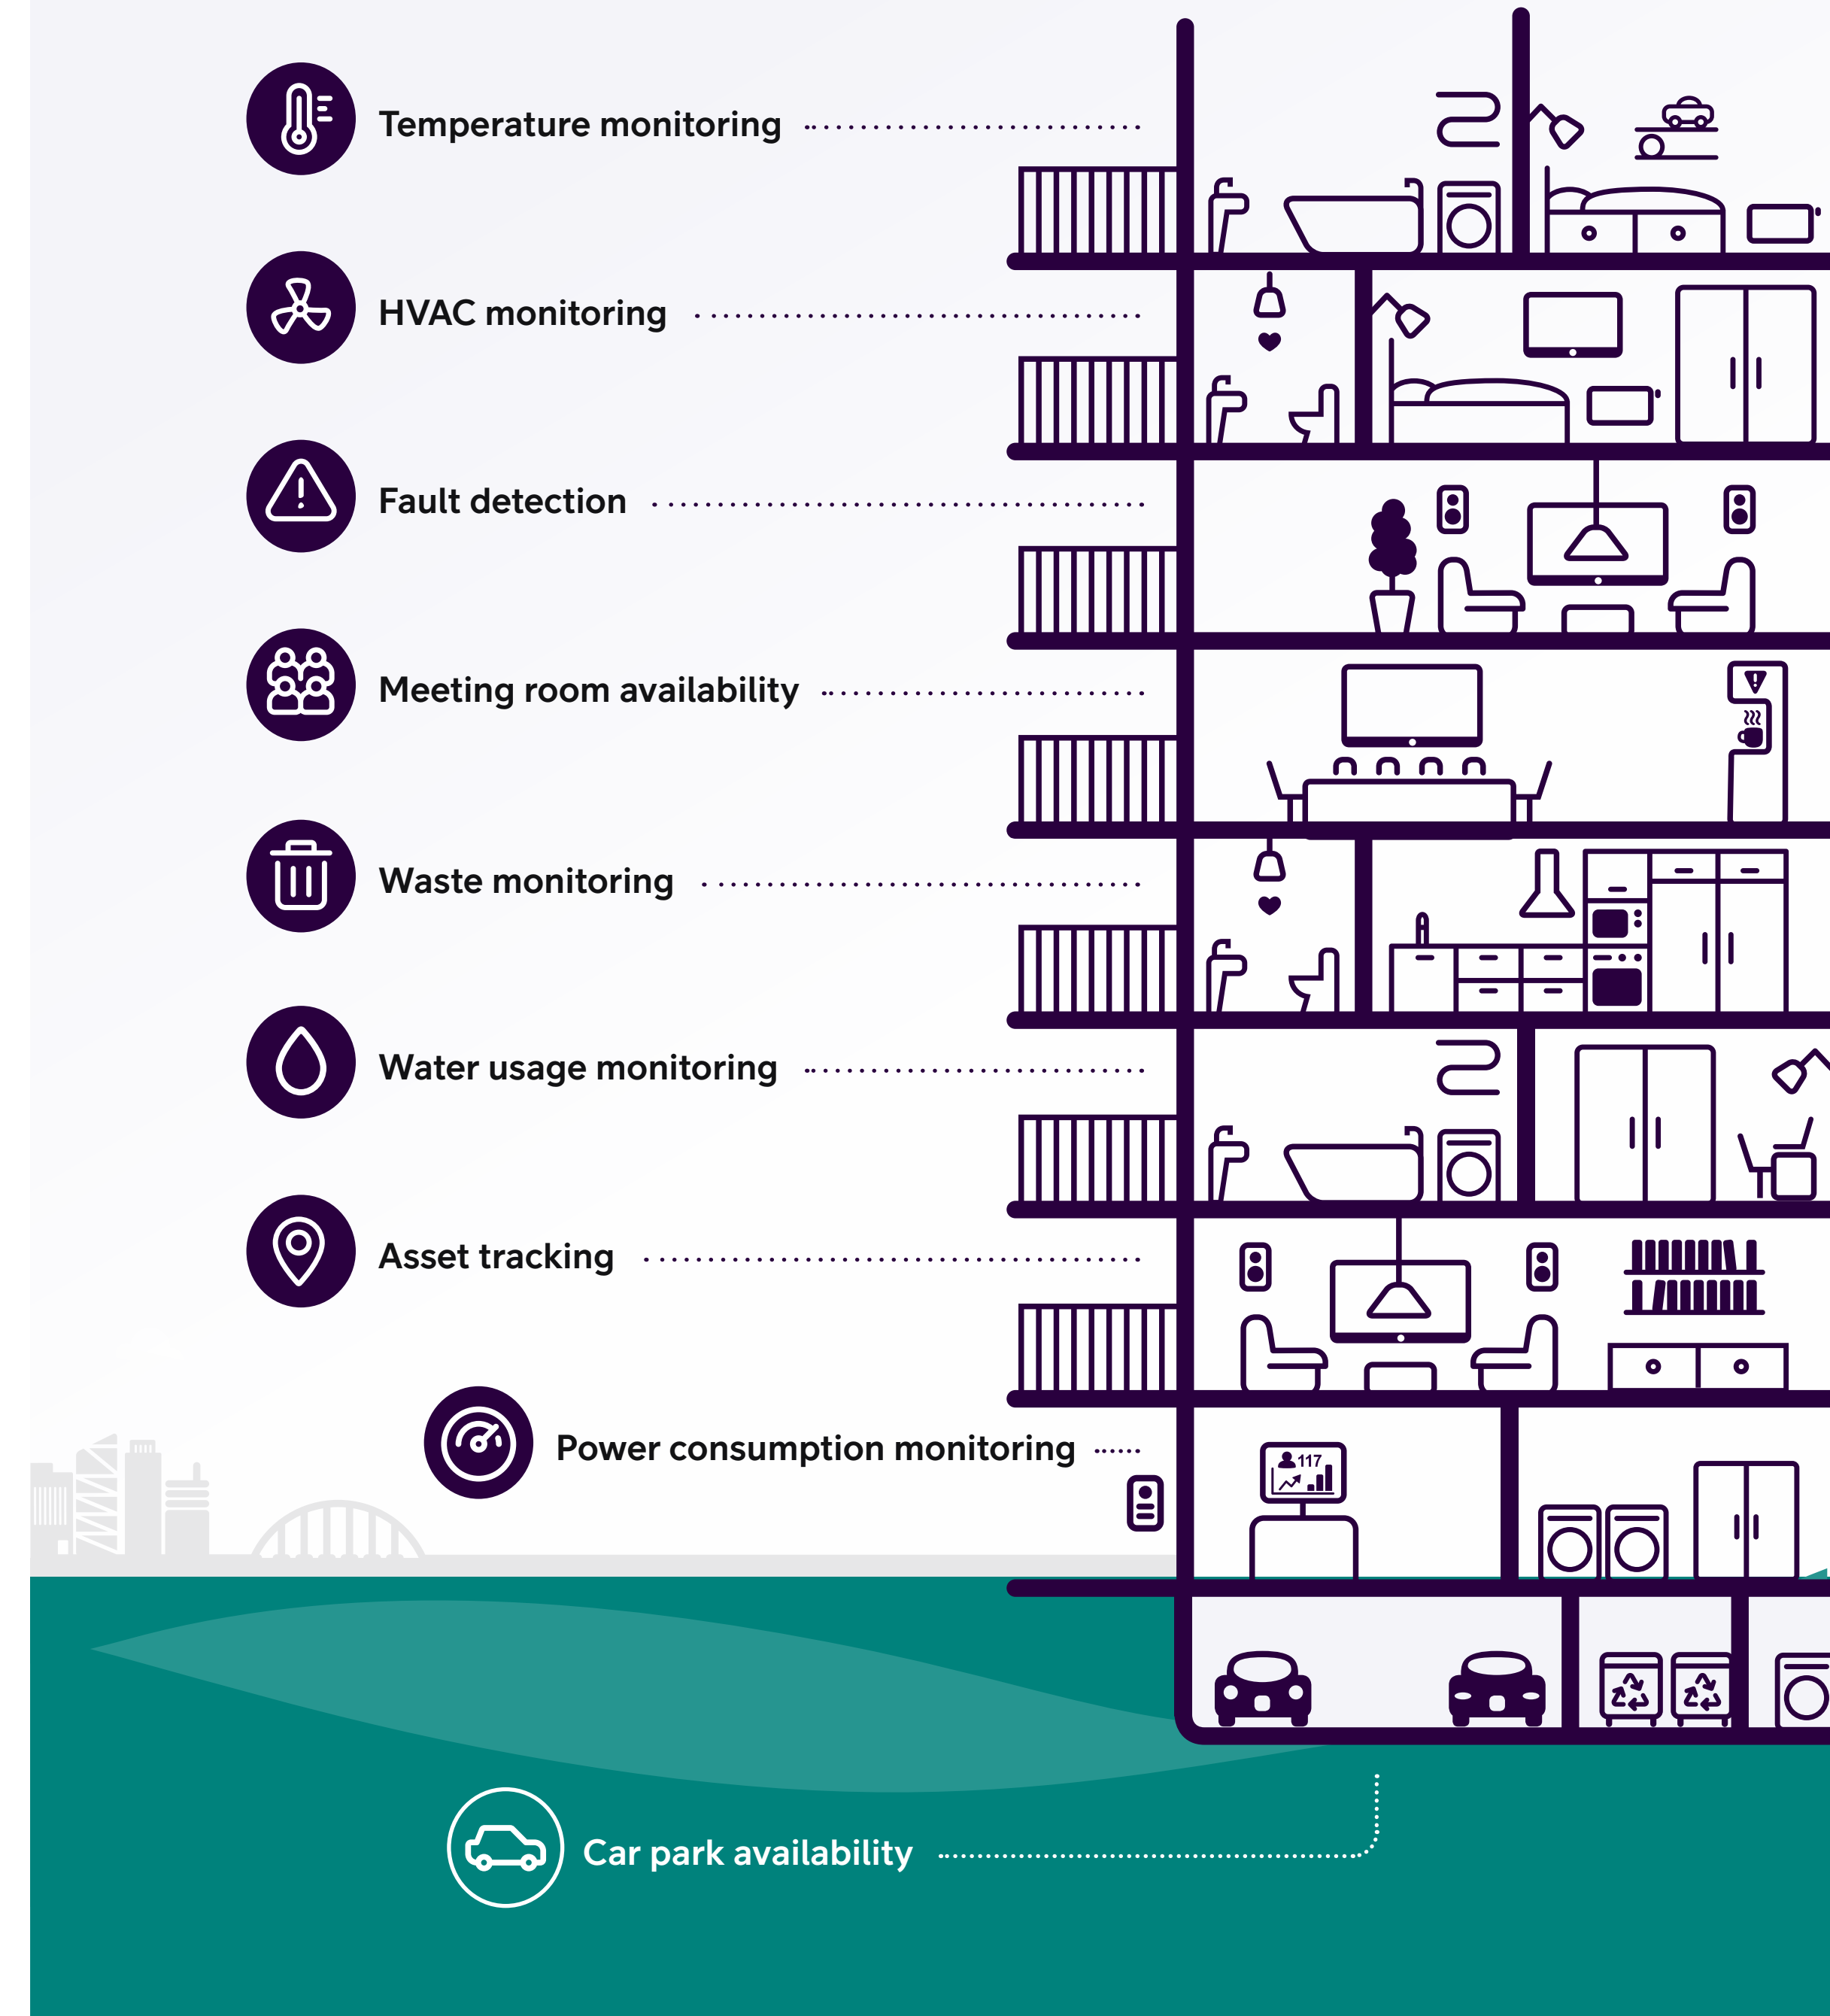 Temperature monitoring
HVAC monitoring
Fault detection
Meeting room availability
Waste monitoring
Water usage monitoring
Asset tracking
Power consumption monitoring
117
Car park availability